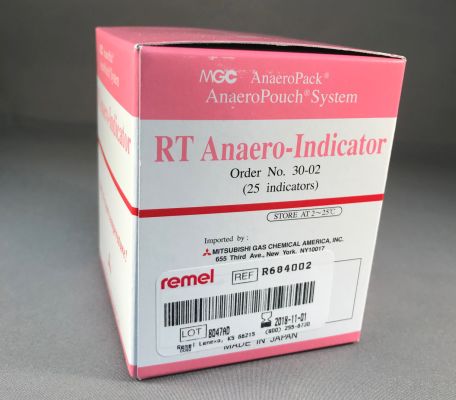 MGC AnaeroPack®
AnaeroPouch® System
RT Anaero-Indicator
Order No. 30-02
(25 indicators)
STORE AT 2~25℃
Imported by :
MITSUBISHI GAS CHEMICAL AMERICA, INC.
655 Third Ave., New York. NY10017
remel
REF R684002
LOT 8D47AD
2018-11-01
Remel Lenexa, KS 66215 (800) 255-6730
MADE IN JAPAN